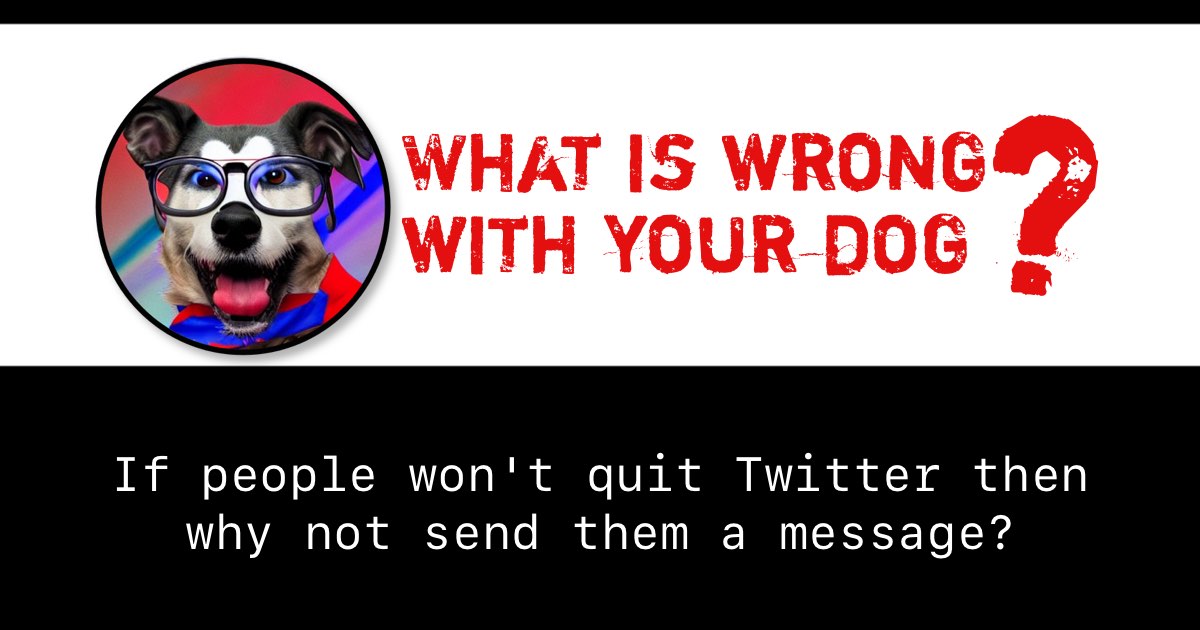 WHAT IS WRONG
WITH YOUR DOG?
If people won't quit Twitter then
why not send them a message?